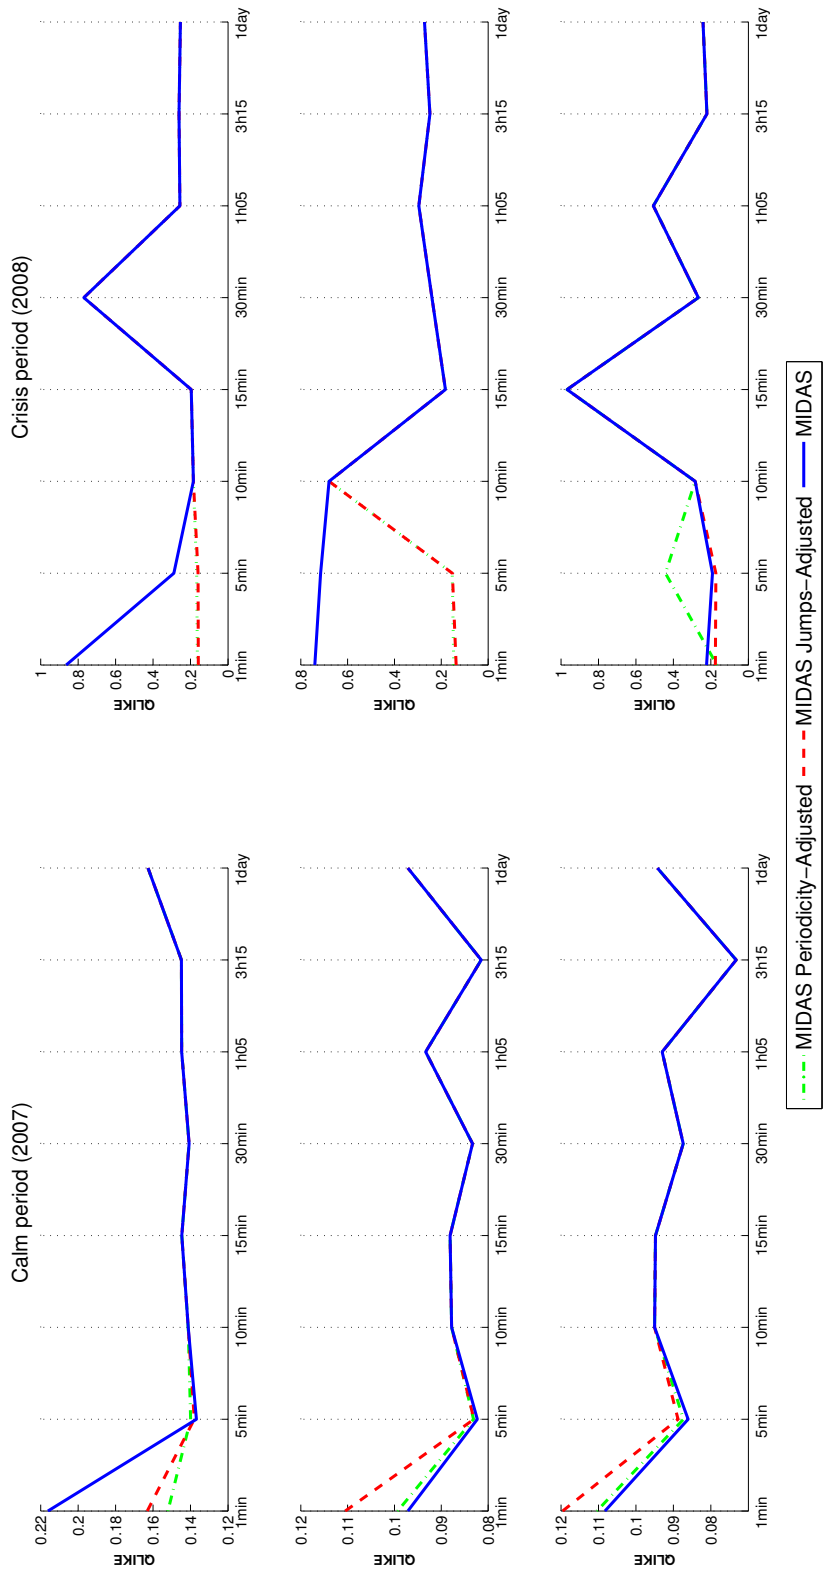 Calm period (2007)
QLIKE
0.22
0.2
0.18
0.16
0.14
0.12
1min 5min 10min 15min 30min 1h05 3h15 1day
Crisis period (2008)
QLIKE
1
0.8
0.6
0.4
0.2
0
1min 5min 10min 15min 30min 1h05 3h15 1day
QLIKE
0.12
0.11
0.1
0.09
0.08
1min 5min 10min 15min 30min 1h05 3h15 1day
QLIKE
0.8
0.6
0.4
0.2
0
1min 5min 10min 15min 30min 1h05 3h15 1day
QLIKE
0.12
0.11
0.1
0.09
0.08
1min 5min 10min 15min 30min 1h05 3h15 1day
QLIKE
1
0.8
0.6
0.4
0.2
0
1min 5min 10min 15min 30min 1h05 3h15 1day
MIDAS Periodicity−Adjusted MIDAS Jumps−Adjusted MIDAS